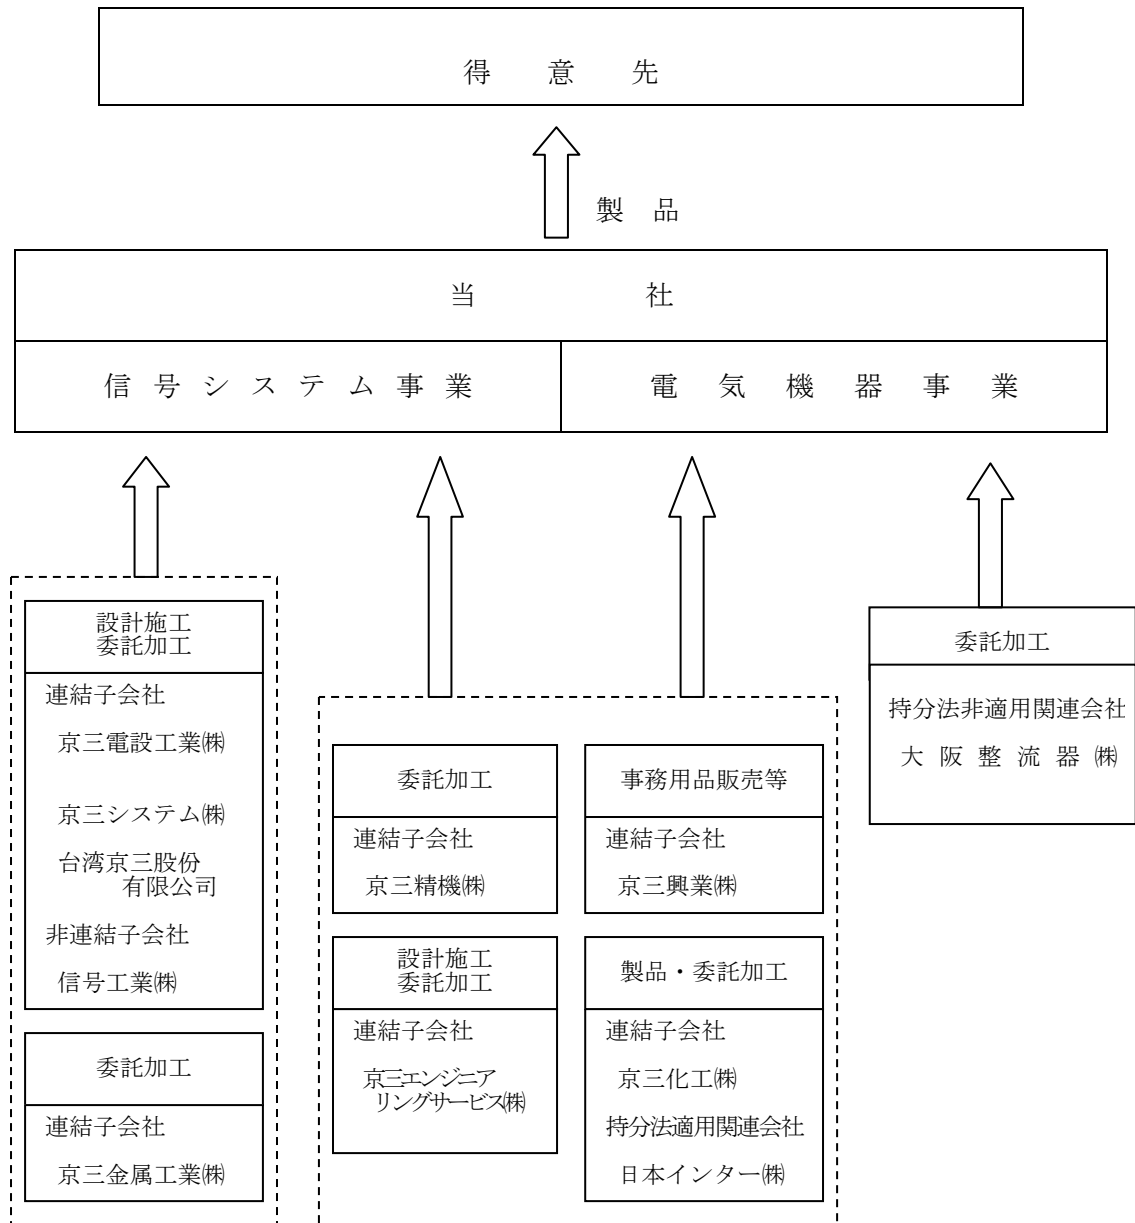 得意先
製品
当社
信号システム事業
電気機器事業
設計施工
委託加工
連結子会社
京三電設工業㈱
京三システム㈱
台湾京三股份
有限公司
非連結子会社
信号工業㈱
委託加工
連結子会社
京三金属工業㈱
委託加工
連結子会社
京三精機㈱
設計施工
委託加工
連結子会社
京三エンジニア
リングサービス㈱
事務用品販売等
連結子会社
京三興業㈱
製品・委託加工
連結子会社
京三化工㈱
持分法適用関連会社
日本インター㈱
委託加工
持分法非適用関連会社
大阪整流器㈱